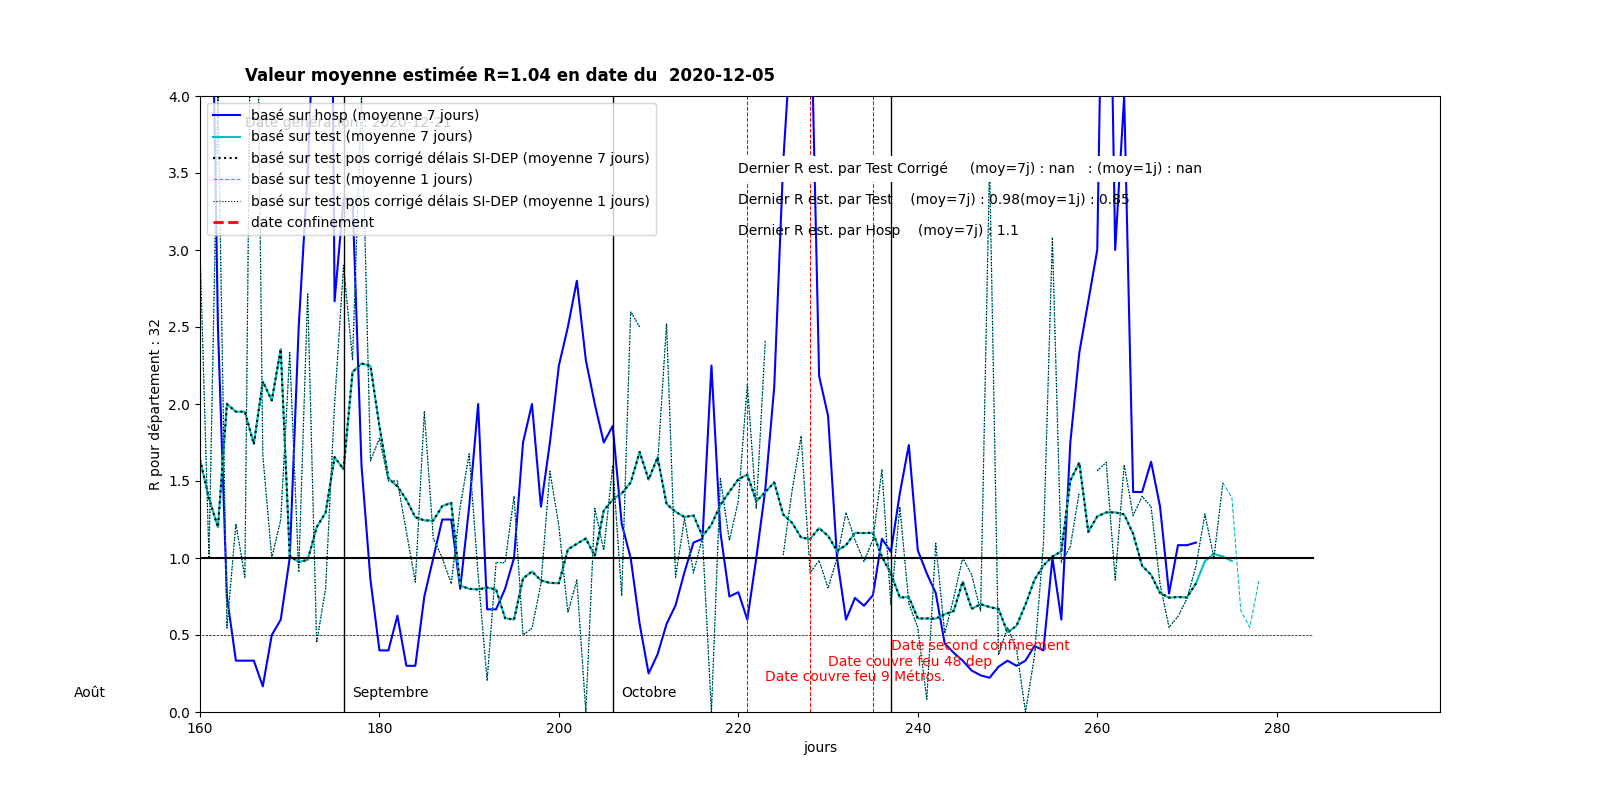 Valeur moyenne estimée R=1.04 en date du  2020-12-05
Date génération : 2020-12-21
basé sur hosp (moyenne 7 jours)
basé sur test (moyenne 7 jours)
basé sur test pos corrigé délais SI-DEP (moyenne 7 jours)
basé sur test (moyenne 1 jours)
basé sur test pos corrigé délais SI-DEP (moyenne 1 jours)
date confinement
Dernier R est. par Test Corrigé     (moy=7j) : nan   : (moy=1j) : nan
Dernier R est. par Test    (moy=7j) : 0.98(moy=1j) : 0.85
Dernier R est. par Hosp    (moy=7j) : 1.1
4.0
3.5
3.0
2.5
2.0
1.5
1.0
0.5
0.0
R pour département : 32
Date second confinement
Date couvre feu 48 dep
Date couvre feu 9 Métros.
Août
Septembre
Octobre
160 180 200 220 240 260 280
jours